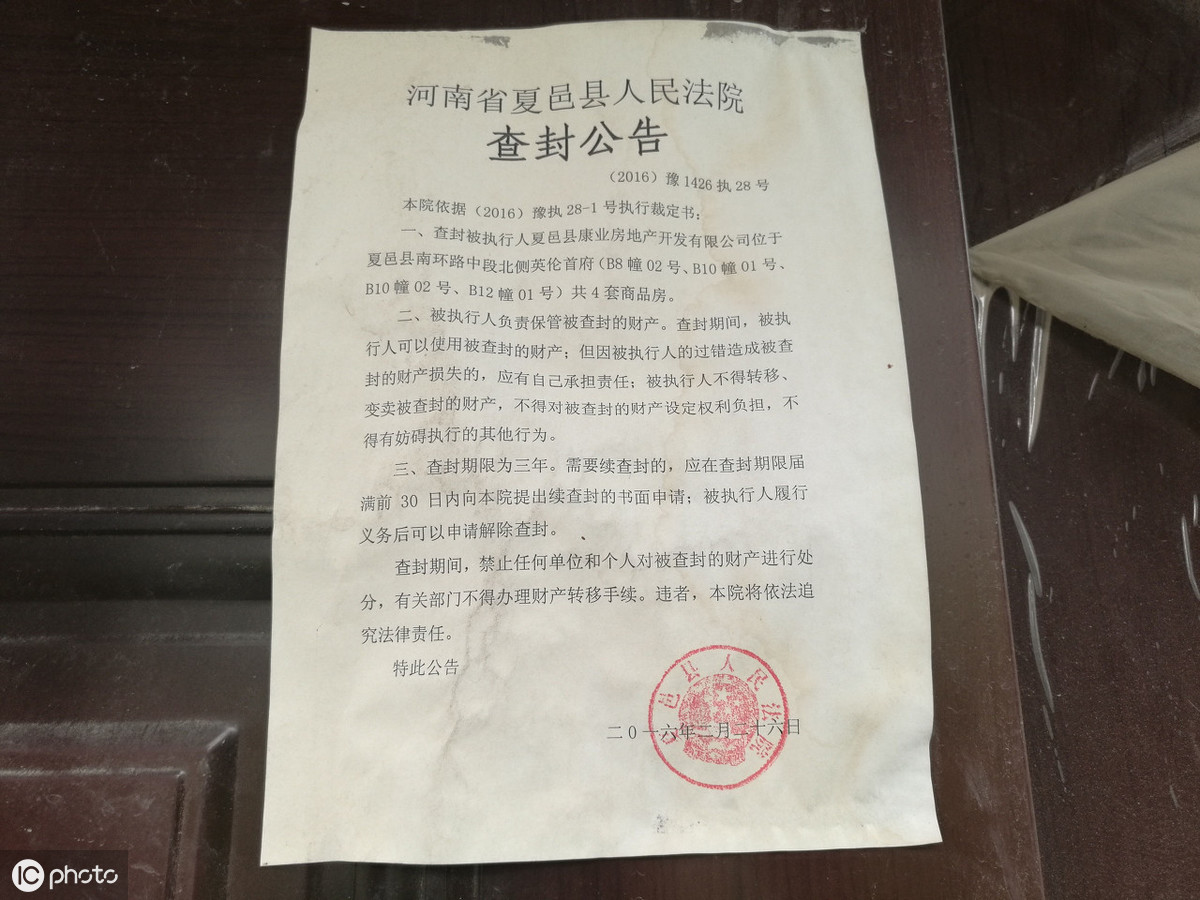 河南省夏邑县人民法院
查封公告
（2016）豫1426执28号
本院依据（2016）豫执28-1号执行裁定书：
一、查封被执行人夏邑县康业房地产开发有限公司位于
夏邑县南环路中段北侧英伦首府（B8幢02号、B10幢01号、
B10幢02号、B12幢01号）共4套商品房。
二、被执行人负责保管被查封的财产。查封期间，被执
行人可以使用被查封的财产；但因被执行人的过错造成被查
封的财产损失的，应有自己承担责任；被执行人不得转移、
变卖被查封的财产，不得对被查封的财产设定权利负担，不
得有妨碍执行的其他行为。
三、查封期限为三年。需要续查封的，应在查封期限届
满前 30 日内向本院提出续查封的书面申请；被执行人履行
义务后可以申请解除查封。
查封期间，禁止任何单位和个人对被查封的财产进行处
分，有关部门不得办理财产转移手续。违者，本院将依法追
究法律责任。
特此公告
邑县人民法院
二0一六年二月二十六日
IC photo